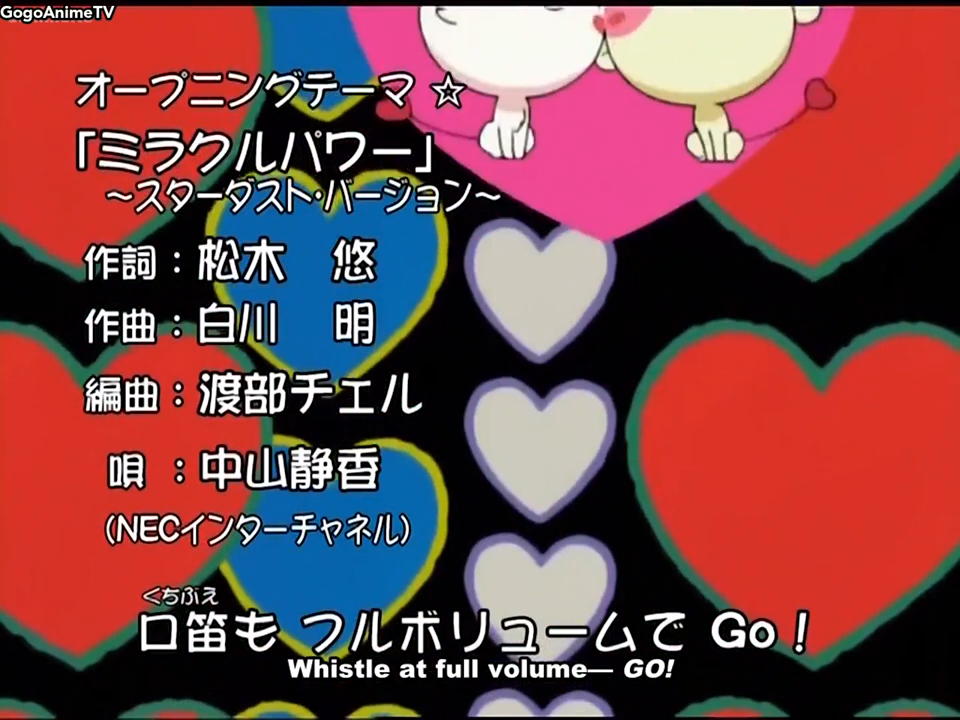 GogoAnimeTV
オープニングテーマ ☆
「ミラクルパワー」
～スターダスト・バージョン～
作詞：松木　悠
作曲：白川　明
編曲：渡部チェル
唄　：中山静香
(NECインターチャネル)
くちぶえ
口笛も フルボリュームで Go！
Whistle at full volume— GO!